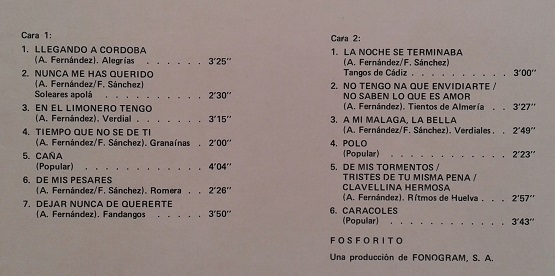 Cara 1:
1. LLEGANDO A CORDOBA
(A. Fernández). Alegrías . . . . . . 3'25"
2. NUNCA ME HAS QUERIDO
(A. Fernández/F. Sánchez)
Soleares apolá . . . . . . . . 2'30"
3. EN EL LIMONERO TENGO
(A. Fernández). Verdial . . . . . . 3'15"
4. TIEMPO QUE NO SE DE TI
(A. Fernández/F. Sánchez). Granaínas . 2'00"
5. CAÑA
(Popular) . . . . . . . . . . 4'04"
6. DE MIS PESARES
(A. Fernández/F. Sánchez). Romera . . 2'26"
7. DEJAR NUNCA DE QUERERTE
(A. Fernández). Fandangos . . . . . 3'50"
Cara 2:
1. LA NOCHE SE TERMINABA
(A. Fernández/F. Sánchez)
Tangos de Cádiz . . . . . . . . 3'00"
2. NO TENGO NA QUE ENVIDIARTE /
NO SABEN LO QUE ES AMOR
(A. Fernández). Tientos de Almería . . 3'27"
3. A MI MALAGA, LA BELLA
(A. Fernández/F. Sánchez). Verdiales . . 2'49"
4. POLO
(Popular) . . . . . . . . . . 2'23"
5. DE MIS TORMENTOS /
TRISTES DE TU MISMA PENA /
CLAVELLINA HERMOSA
(A. Fernández). Rítmos de Huelva . . . 2'57"
6. CARACOLES
(Popular) . . . . . . . . . . 3'43"
FOSFORITO
Una producción de FONOGRAM, S. A.